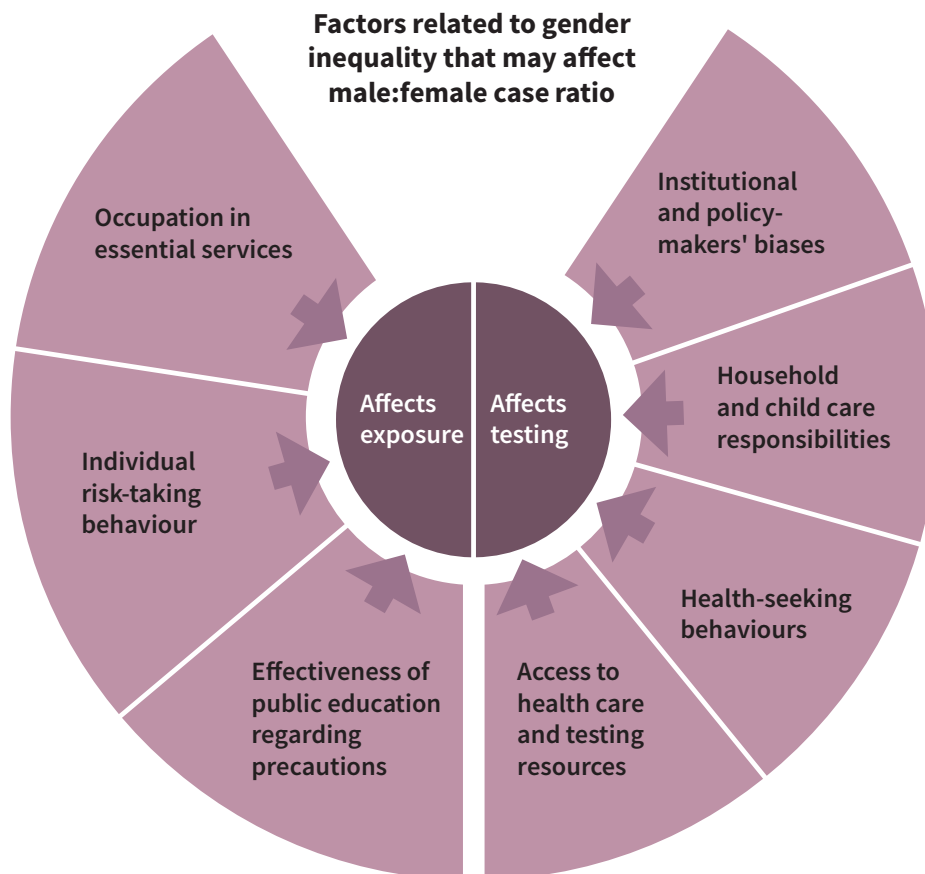 Factors related to gender
inequality that may affect
male:female case ratio
Occupation in
essential services
Individual
risk-taking
behaviour
Effectiveness of
public education
regarding
precautions
Affects
exposure
Affects
testing
Institutional
and policy-
makers' biases
Household
and child care
responsibilities
Health-seeking
behaviours
Access to
health care
and testing
resources